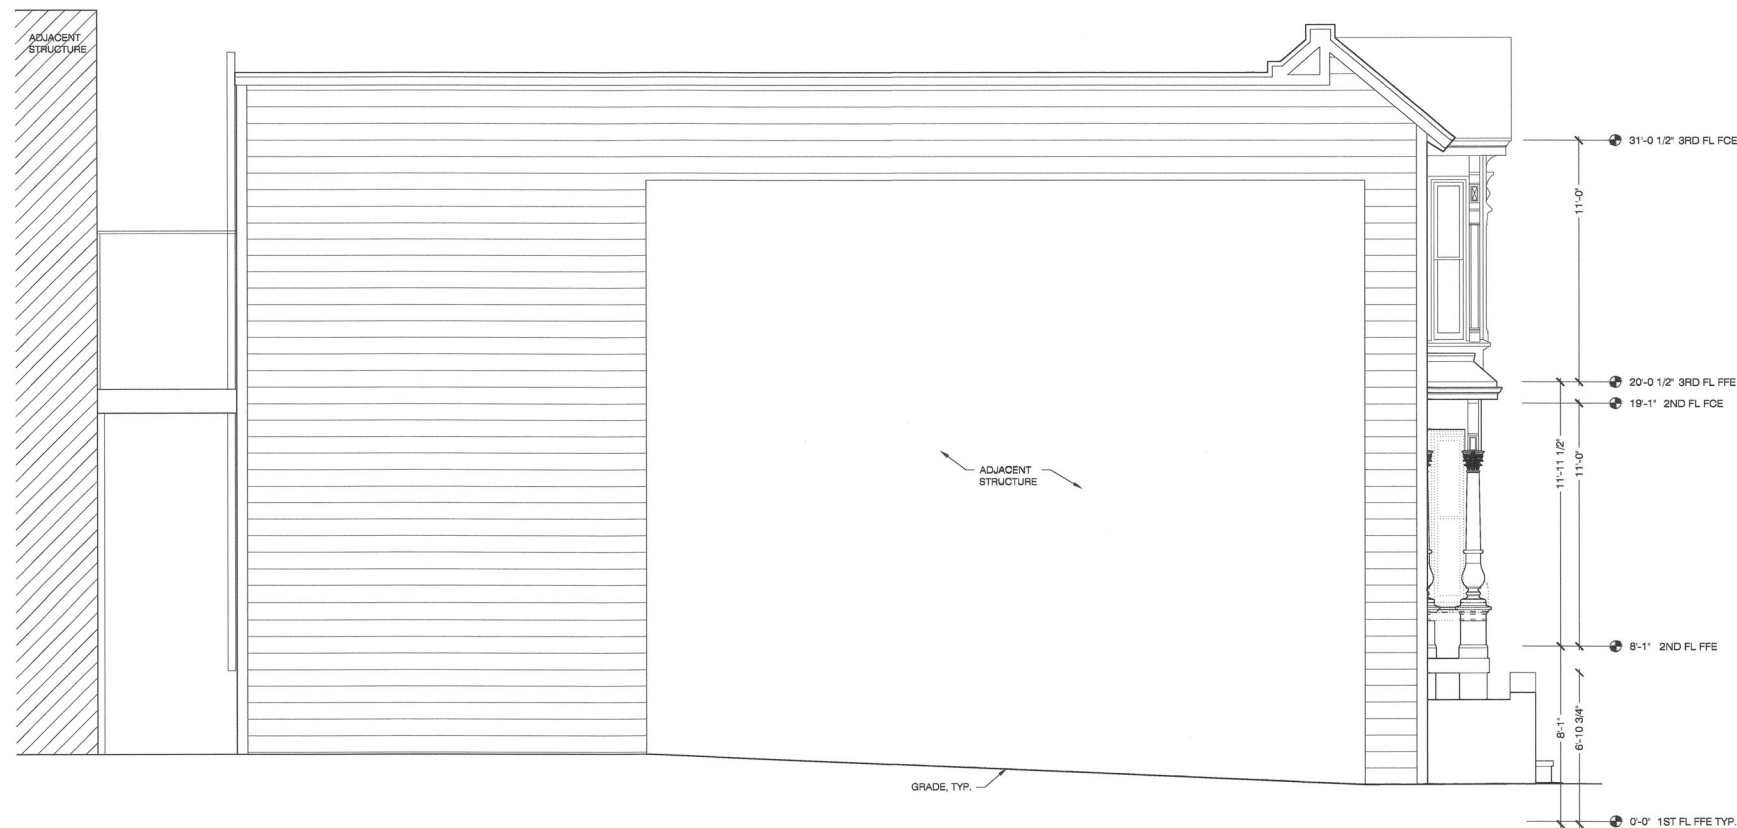 ADJACENT
STRUCTURE
31'-0 1/2" 3RD FL FCE
11'-0"
20'-0 1/2" 3RD FL FFE
19'-1" 2ND FL FCE
11'-11 1/2"
11'-0"
ADJACENT
STRUCTURE
8'-1" 2ND FL FFE
8'-1"
6'-10 3/4"
GRADE, TYP.
0'-0" 1ST FL FFE TYP.